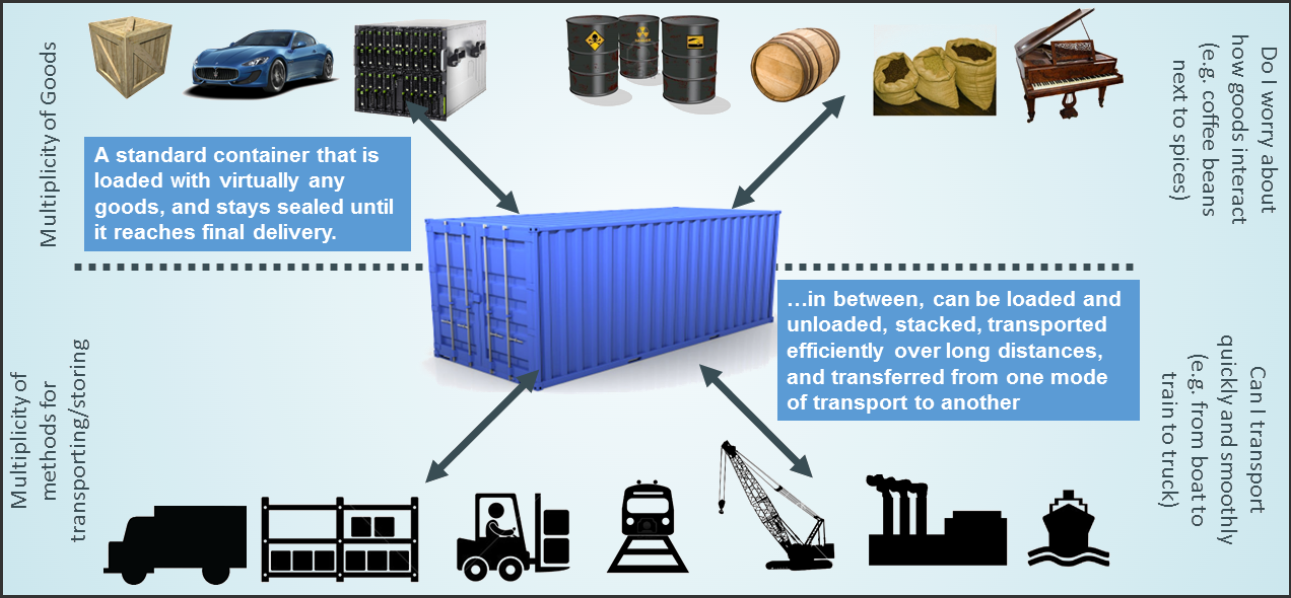 Multiplicity of Goods
A standard container that is
loaded with virtually any
goods, and stays sealed until
it reaches final delivery.
Do I worry about
how goods interact
(e.g. coffee beans
next to spices)
Multiplicity of
methods for
transporting/storing
…in between, can be loaded and
unloaded, stacked, transported
efficiently over long distances,
and transferred from one mode
of transport to another
Can I transport
quickly and smoothly
(e.g. from boat to
train to truck)